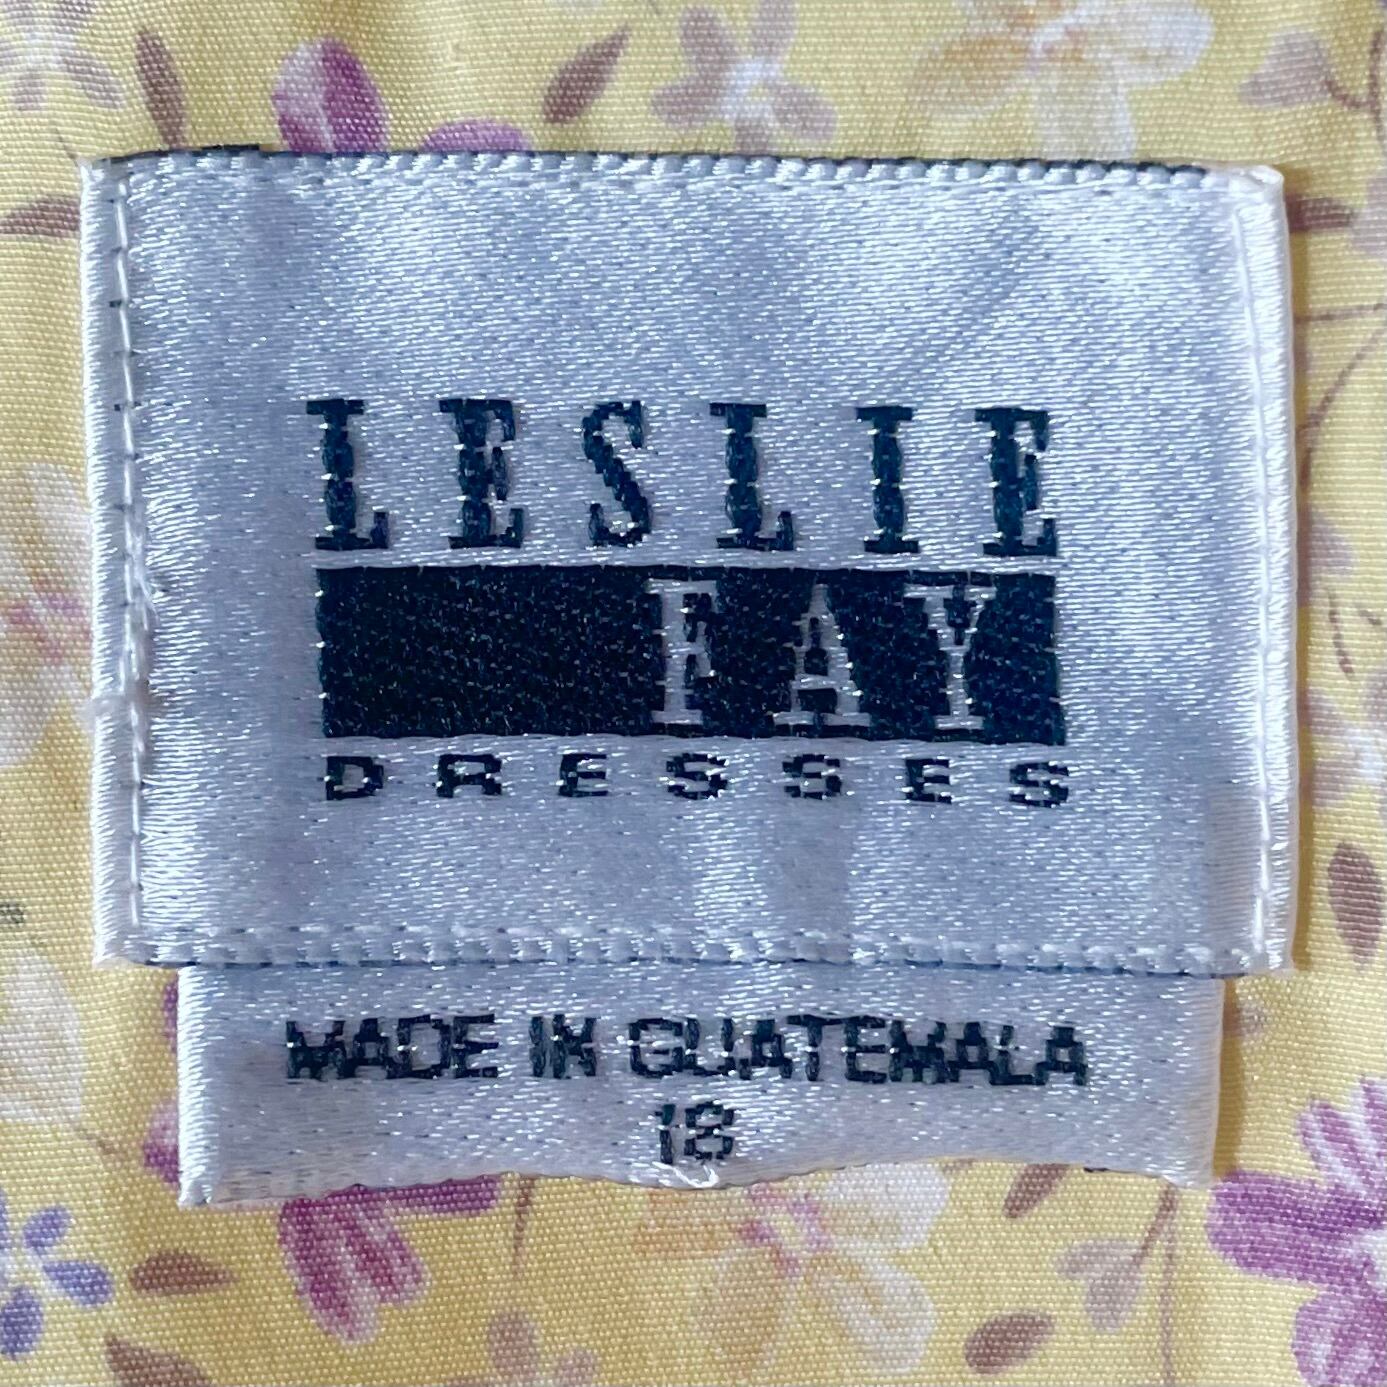 LESLIE
FAY
DRESSES
MADE IN GUATEMALA
18